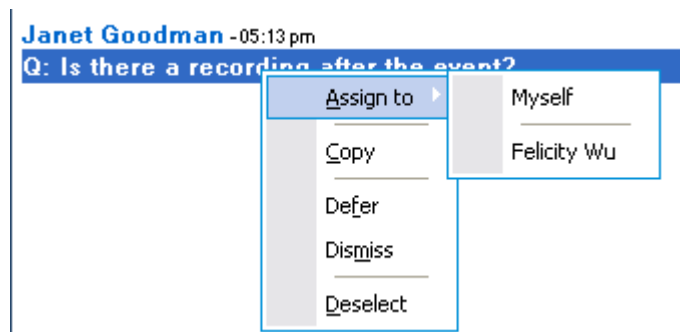 Janet Goodman - 05:13 pm
Q: Is there a recording after the event?
Assign to
Myself
Copy
Felicity Wu
Defer
Dismiss
Deselect